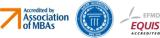 Accredited by
Association
of MBAs
EFMD
EQUIS
ACCREDITED